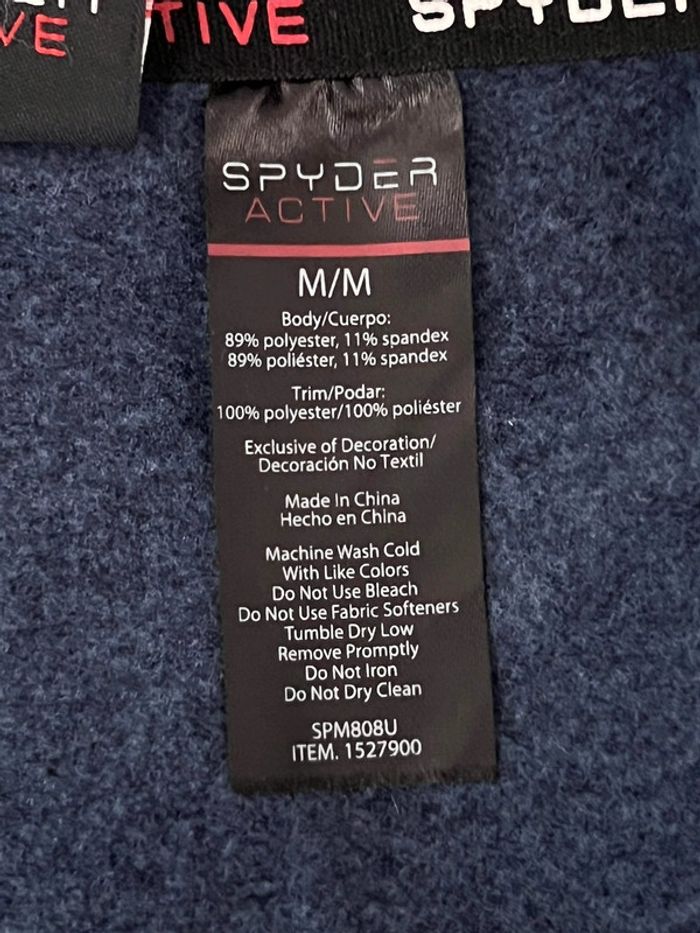 VE
TIVE
SPYDER
SPYDER
ACTIVE
M/M
Body/Cuerpo:
89% polyester, 11% spandex
89% poliéster, 11% spandex
Trim/Podar:
100% polyester/100% poliéster
Exclusive of Decoration/
Decoración No Textil
Made In China
Hecho en China
Machine Wash Cold
With Like Colors
Do Not Use Bleach
Do Not Use Fabric Softeners
Tumble Dry Low
Remove Promptly
Do Not Iron
Do Not Dry Clean
SPM808U
ITEM. 1527900